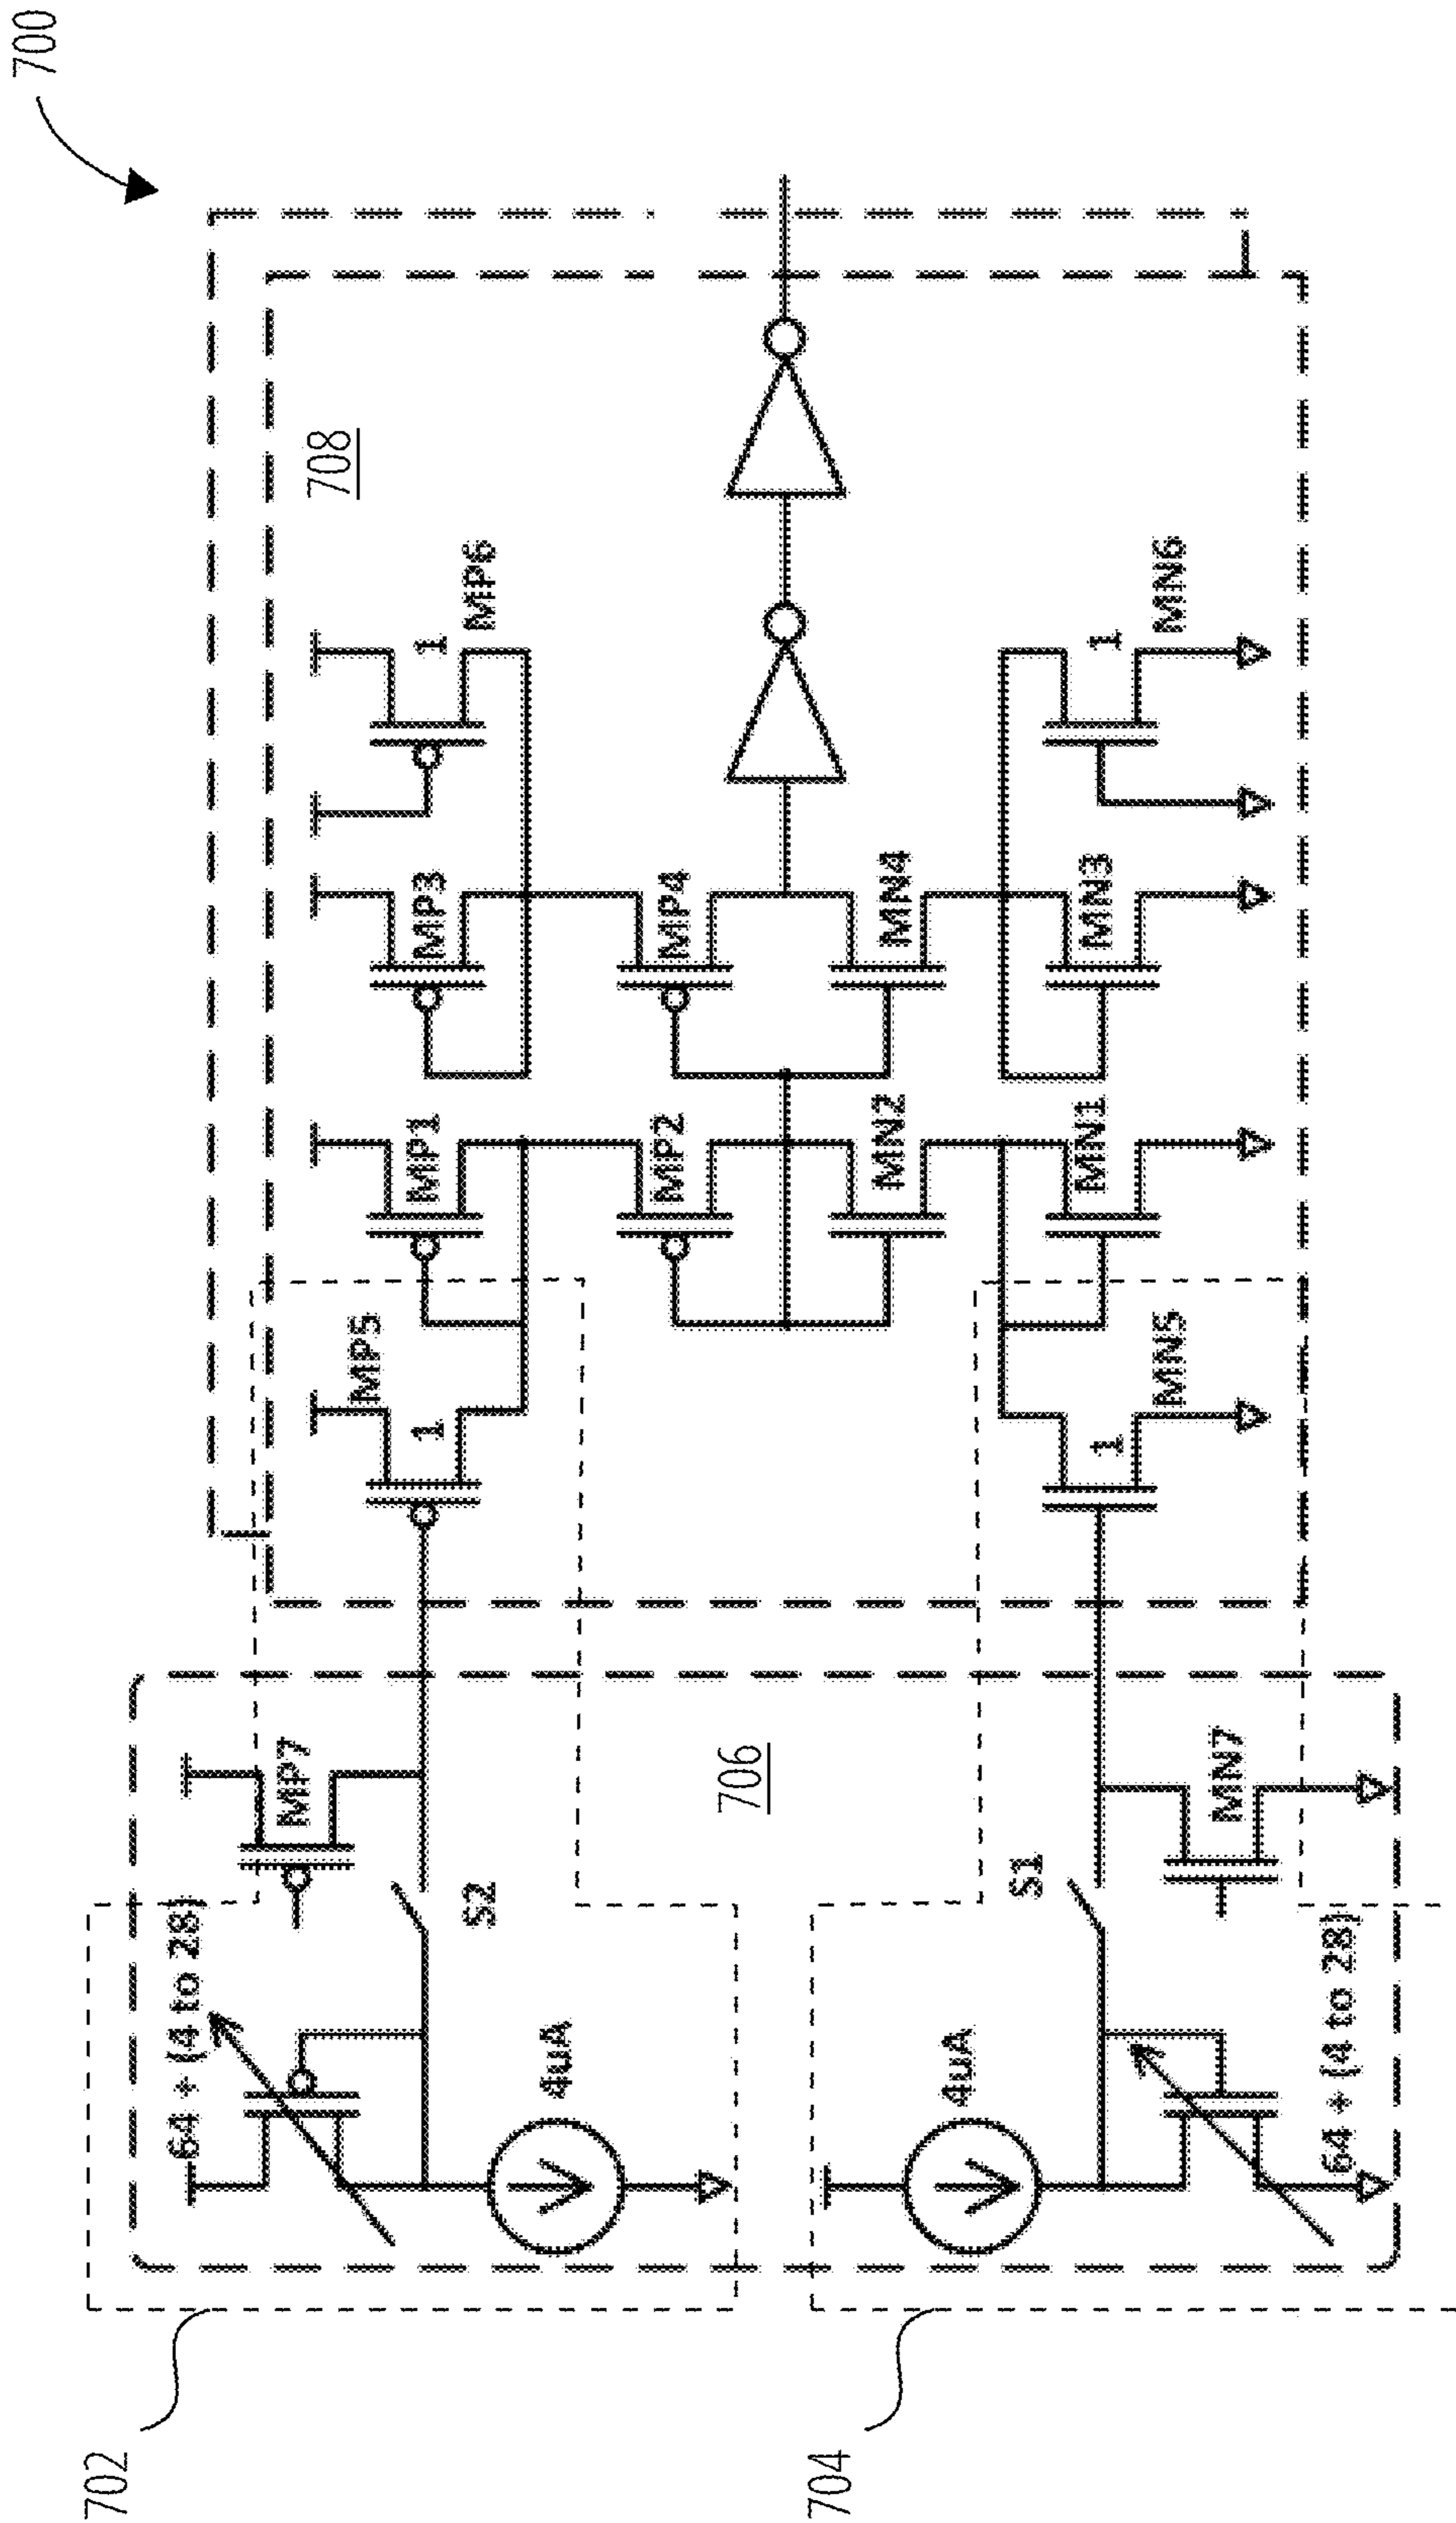 700
708
MP6
1
MP3
MP1
MP5
1
MP4
MP2
MN4
MN2
MN6
1
MN3
MN1
MN5
1
706
MP7
S2
64 + (4 to 28)
4uA
S1
MN7
4uA
64 + (4 to 28)
702
704